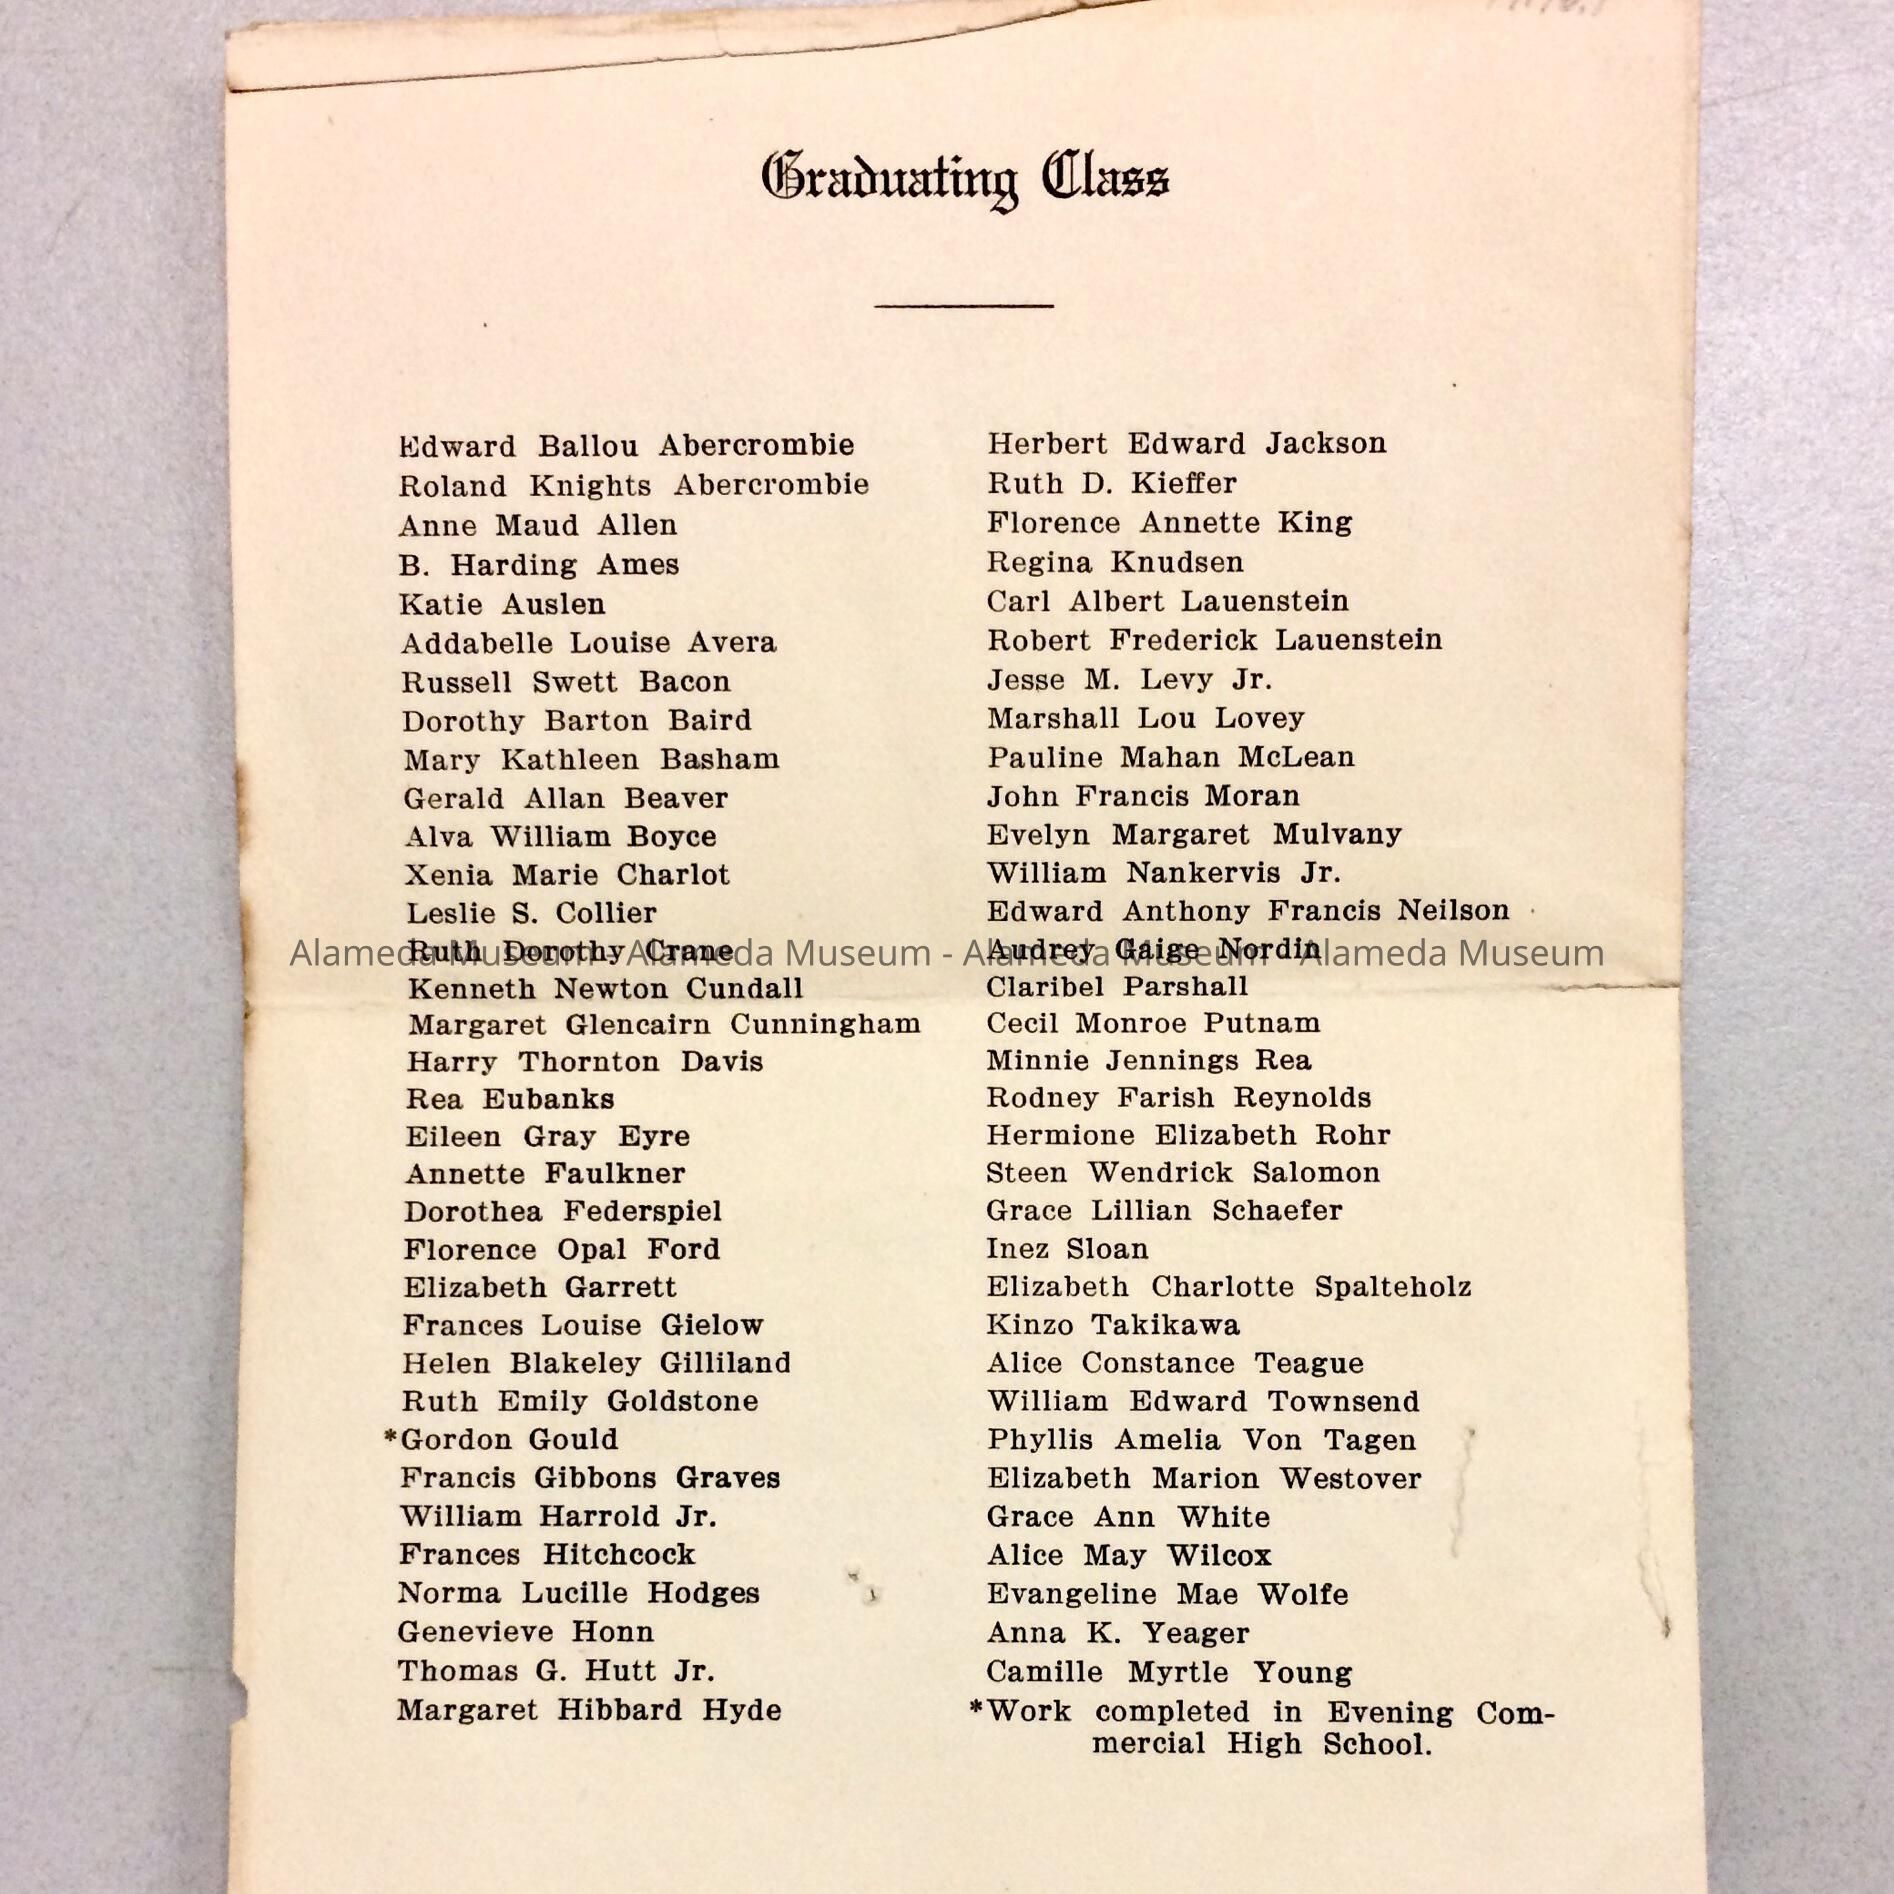 Graduating Class
Edward Ballou Abercrombie
Roland Knights Abercrombie
Anne Maud Allen
B. Harding Ames
Katie Auslen
Addabelle Louise Avera
Russell Swett Bacon
Dorothy Barton Baird
Mary Kathleen Basham
Gerald Allan Beaver
Alva William Boyce
Xenia Marie Charlot
Leslie S. Collier
Ruth Dorothy Crane
Kenneth Newton Cundall
Margaret Glencairn Cunningham
Harry Thornton Davis
Rea Eubanks
Eileen Gray Eyre
Annette Faulkner
Dorothea Federspiel
Florence Opal Ford
Elizabeth Garrett
Frances Louise Gielow
Helen Blakeley Gilliland
Ruth Emily Goldstone
*Gordon Gould
Francis Gibbons Graves
William Harrold Jr.
Frances Hitchcock
Norma Lucille Hodges
Genevieve Honn
Thomas G. Hutt Jr.
Margaret Hibbard Hyde
Herbert Edward Jackson
Ruth D. Kieffer
Florence Annette King
Regina Knudsen
Carl Albert Lauenstein
Robert Frederick Lauenstein
Jesse M. Levy Jr.
Marshall Lou Lovey
Pauline Mahan McLean
John Francis Moran
Evelyn Margaret Mulvany
William Nankervis Jr.
Edward Anthony Francis Neilson
Audrey Gaige Nordin
Claribel Parshall
Cecil Monroe Putnam
Minnie Jennings Rea
Rodney Farish Reynolds
Hermione Elizabeth Rohr
Steen Wendrick Salomon
Grace Lillian Schaefer
Inez Sloan
Elizabeth Charlotte Spalteholz
Kinzo Takikawa
Alice Constance Teague
William Edward Townsend
Phyllis Amelia Von Tagen
Elizabeth Marion Westover
Grace Ann White
Alice May Wilcox
Evangeline Mae Wolfe
Anna K. Yeager
Camille Myrtle Young
*Work completed in Evening Com-
mercial High School.
Alameda Museum - Alameda Museum - Alameda Museum - Alameda Museum